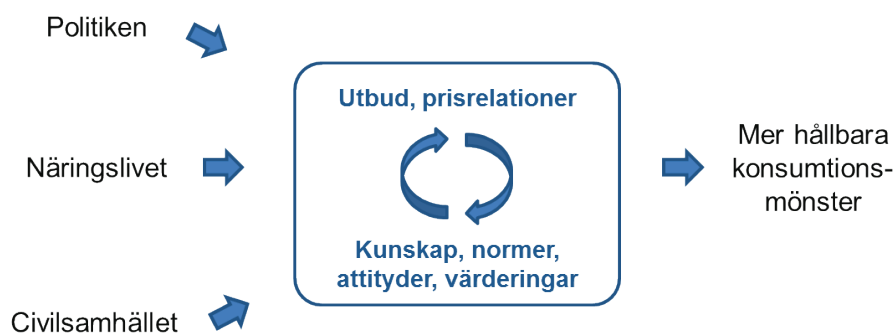 Politiken
Näringslivet
Civilsamhället
Utbud, prisrelationer
Kunskap, normer,
attityder, värderingar
Mer hållbara
konsumtions-
mönster